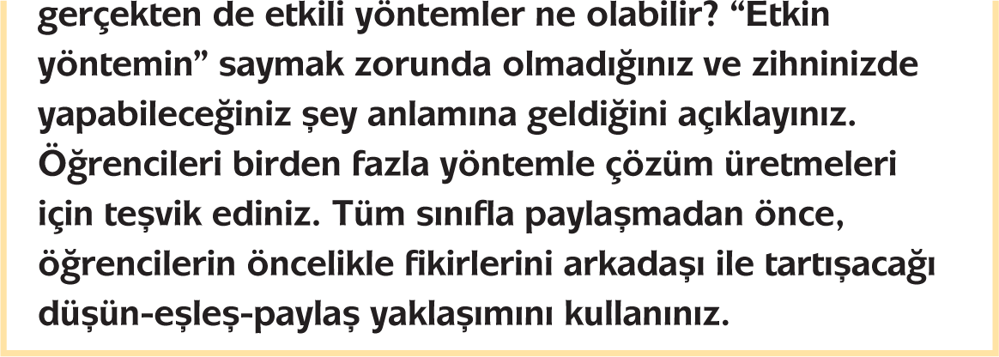 gerçekten de etkili yöntemler ne olabilir? “Etkin
yöntemin” saymak zorunda olmadığınız ve zihninizde
yapabileceğiniz şey anlamına geldiğini açıklayınız.
Öğrencileri birden fazla yöntemle çözüm üretmeleri
için teşvik ediniz. Tüm sınıfla paylaşmadan önce,
öğrencilerin öncelikle fikirlerini arkadaşı ile tartışacağı
düşün-eşleş-paylaş yaklaşımını kullanınız.